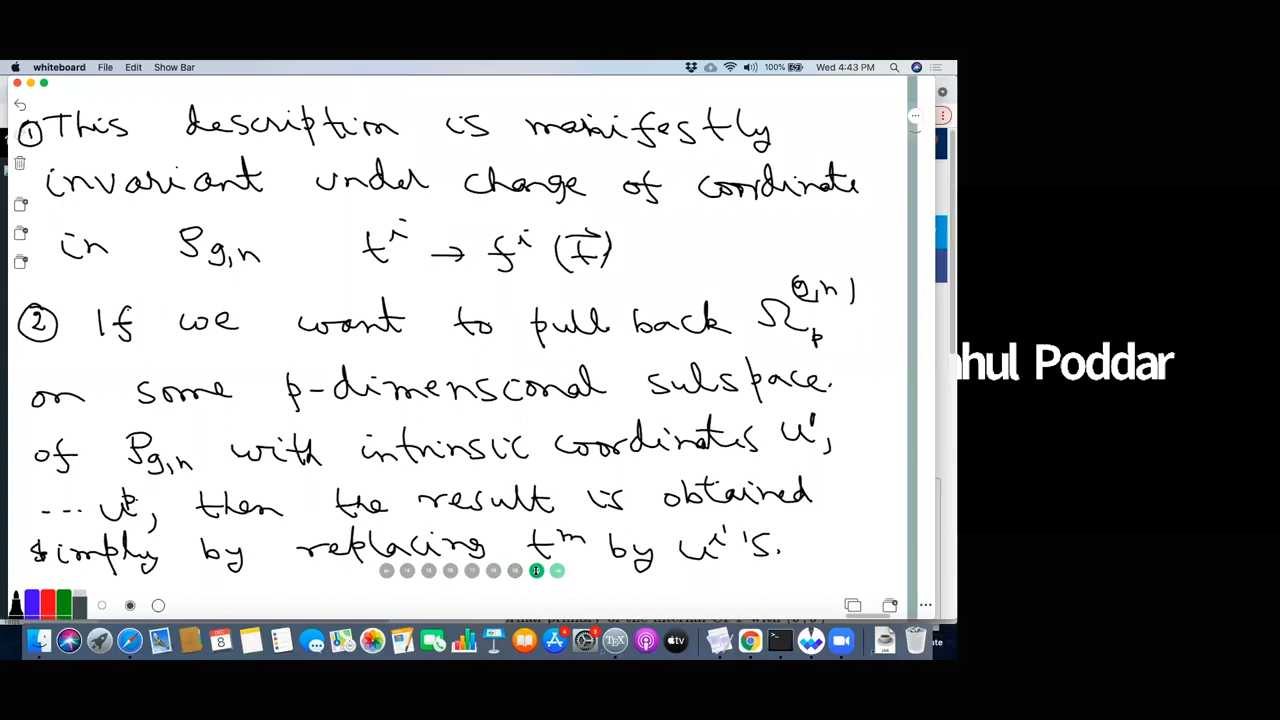 whiteboard File Edit Show Bar 100% Wed 4:43 PM
① This description is manifestly
invariant under change of coordinate
in P_{g,n} t^i → f^i (\vec{t})
② If we want to pull back Ω_p^{(g,n)}
on some p-dimensional subspace.
of P_{g,n} with intrinsic coordinates u^1,
... u^p, then the result is obtained
simply by replacing t^m by u^i's.
hul Poddar